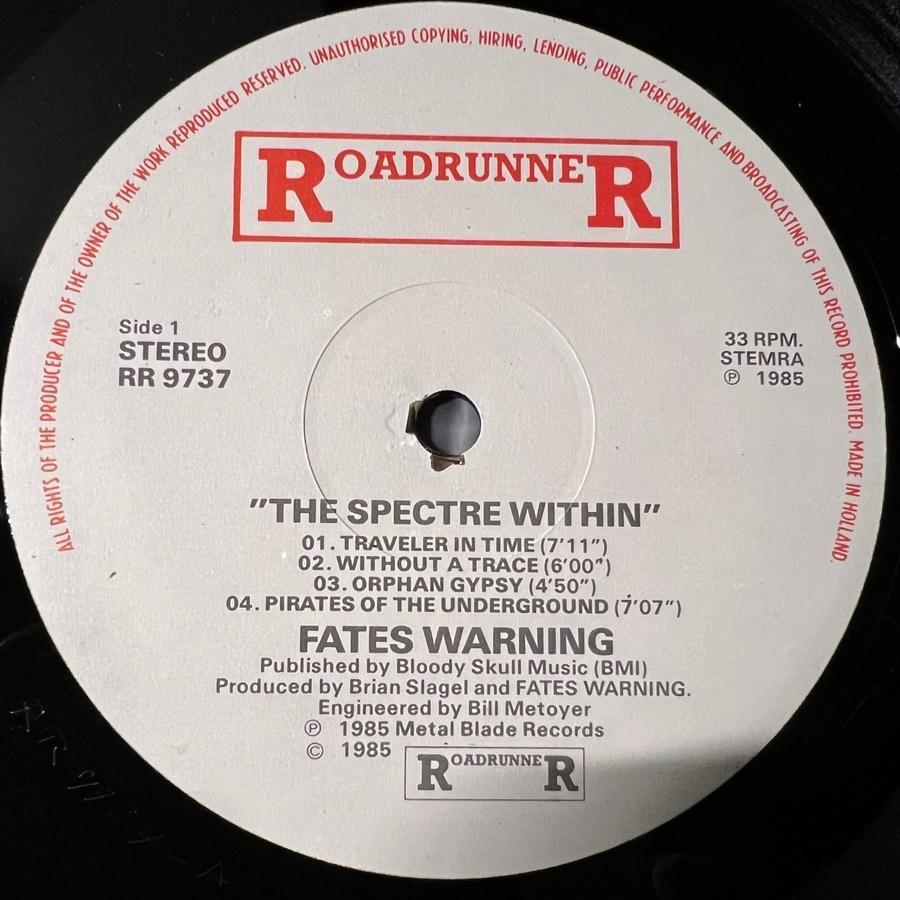 ALL RIGHTS OF THE PRODUCER AND OF THE OWNER OF THE WORK REPRODUCED RESERVED. UNAUTHORISED COPYING, HIRING, LENDING, PUBLIC PERFORMANCE AND BROADCASTING OF THIS RECORD PROHIBITED. MADE IN HOLLAND.
ROADRUNNER
Side 1
STEREO
RR 9737
33 RPM.
STEMRA
℗ 1985
"THE SPECTRE WITHIN"
01. TRAVELER IN TIME (7'11")
02. WITHOUT A TRACE (6'00")
03. ORPHAN GYPSY (4'50")
04. PIRATES OF THE UNDERGROUND (7'07")
FATES WARNING
Published by Bloody Skull Music (BMI)
Produced by Brian Slagel and FATES WARNING.
Engineered by Bill Metoyer
℗ 1985 Metal Blade Records
© 1985 ROADRUNNER